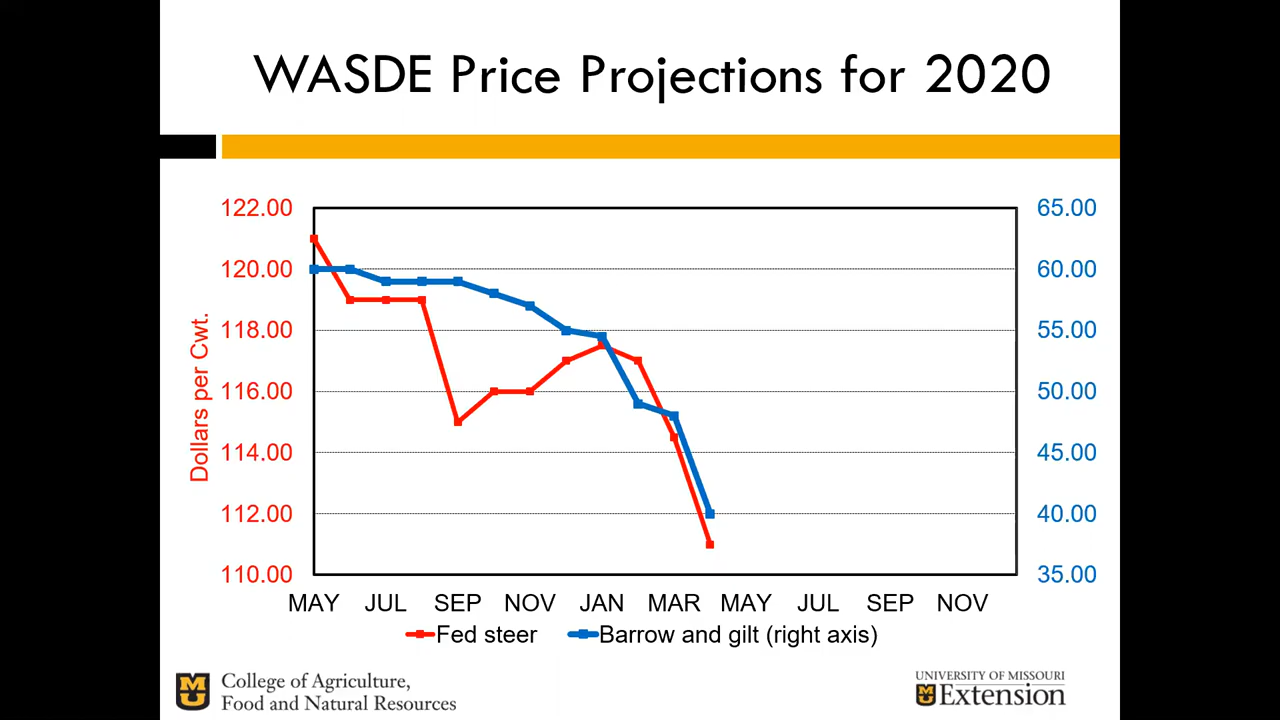 WASDE Price Projections for 2020
122.00
120.00
118.00
116.00
114.00
112.00
110.00
Dollars per Cwt.
65.00
60.00
55.00
50.00
45.00
40.00
35.00
MAY JUL SEP NOV JAN MAR MAY JUL SEP NOV
Fed steer Barrow and gilt (right axis)
College of Agriculture,
Food and Natural Resources
UNIVERSITY OF MISSOURI
Extension